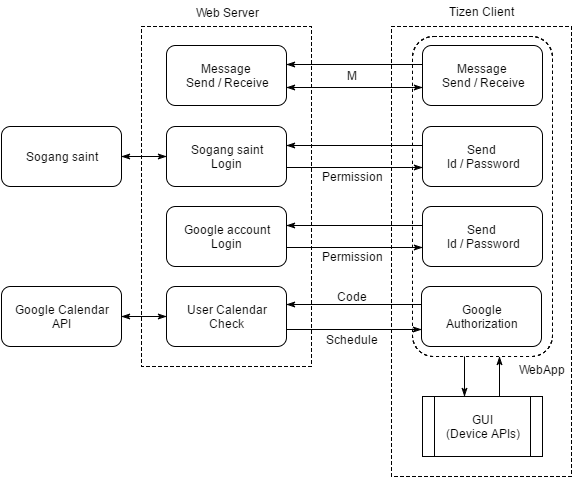 Web Server
Tizen Client
Message
Send / Receive
M
Message
Send / Receive
Sogang saint
Sogang saint
Login
Permission
Send
Id / Password
Google account
Login
Permission
Send
Id / Password
Google Calendar
API
User Calendar
Check
Code
Schedule
Google
Authorization
WebApp
GUI
(Device APIs)